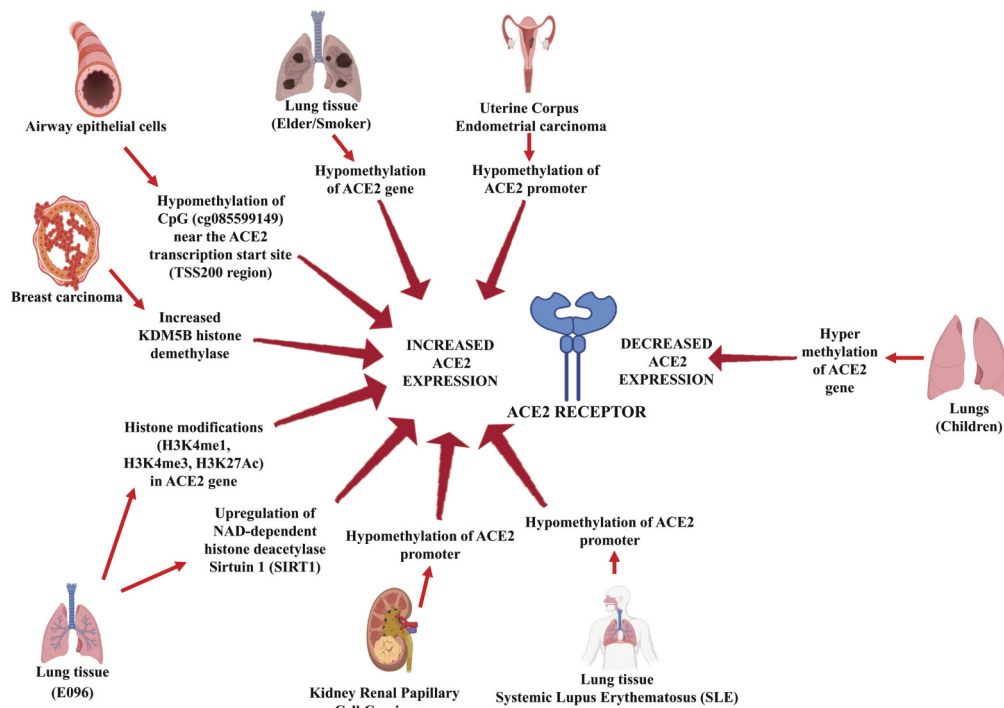 Airway epithelial cells
Lung tissue
(Elder/Smoker)
Uterine Corpus
Endometrial carcinoma
Hypomethylation
of ACE2 gene
Hypomethylation of
ACE2 promoter
Hypomethylation of
CpG (cg085599149)
near the ACE2
transcription start site
(TSS200 region)
Breast carcinoma
Increased
KDM5B histone
demethylase
INCREASED
ACE2
EXPRESSION
DECREASED
ACE2
EXPRESSION
ACE2 RECEPTOR
Hyper
methylation
of ACE2
gene
Lungs
(Children)
Histone modifications
(H3K4me1,
H3K4me3, H3K27Ac)
in ACE2 gene
Upregulation of
NAD-dependent
histone deacetylase
Sirtuin 1 (SIRT1)
Hypomethylation of ACE2
promoter
Hypomethylation of ACE2
promoter
Lung tissue
(E096)
Kidney Renal Papillary
Lung tissue
Systemic Lupus Erythematosus (SLE)